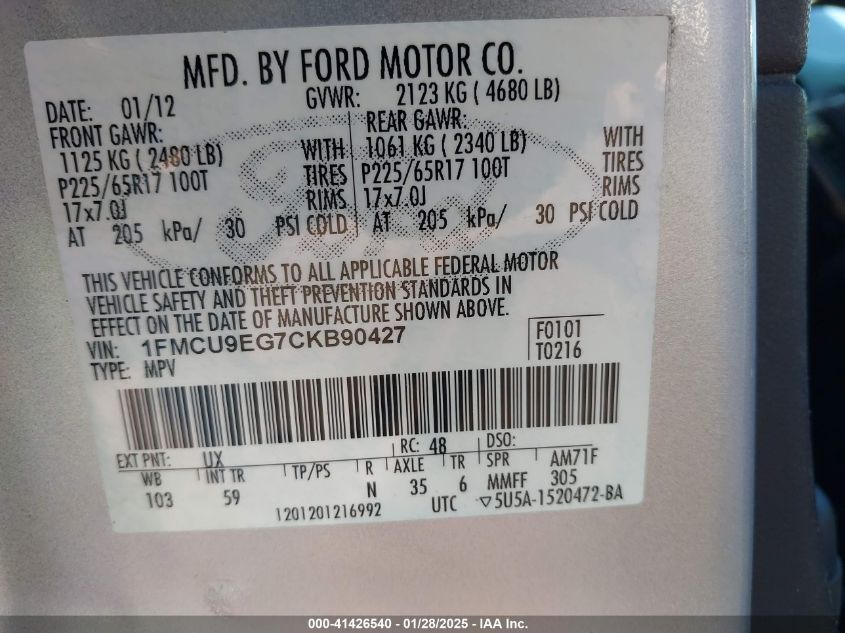 MFD. BY FORD MOTOR CO.
DATE: 01/12 GVWR: 2123 KG ( 4680 LB)
FRONT GAWR: REAR GAWR:
1125 KG ( 2480 LB) WITH 1061 KG ( 2340 LB) WITH
P225/65R17 100T TIRES P225/65R17 100T TIRES
17x7.0J RIMS 17x7.0J RIMS
AT 205 kPa/ 30 PSI COLD AT 205 kPa/ 30 PSI COLD
Ford
THIS VEHICLE CONFORMS TO ALL APPLICABLE FEDERAL MOTOR
VEHICLE SAFETY AND THEFT PREVENTION STANDARDS IN
EFFECT ON THE DATE OF MANUFACTURE SHOWN ABOVE.
VIN: 1FMCU9EG7CKB90427 F0101
TYPE: MPV T0216
EXT PNT: UX RC: 48 DSO:
WB INT TR TP/PS R AXLE TR SPR AM71F
103 59 N 35 6 MMFF 305
1201201216992 UTC ▽5U5A-1520472-BA
000-41426540 - 01/28/2025 - IAA Inc.